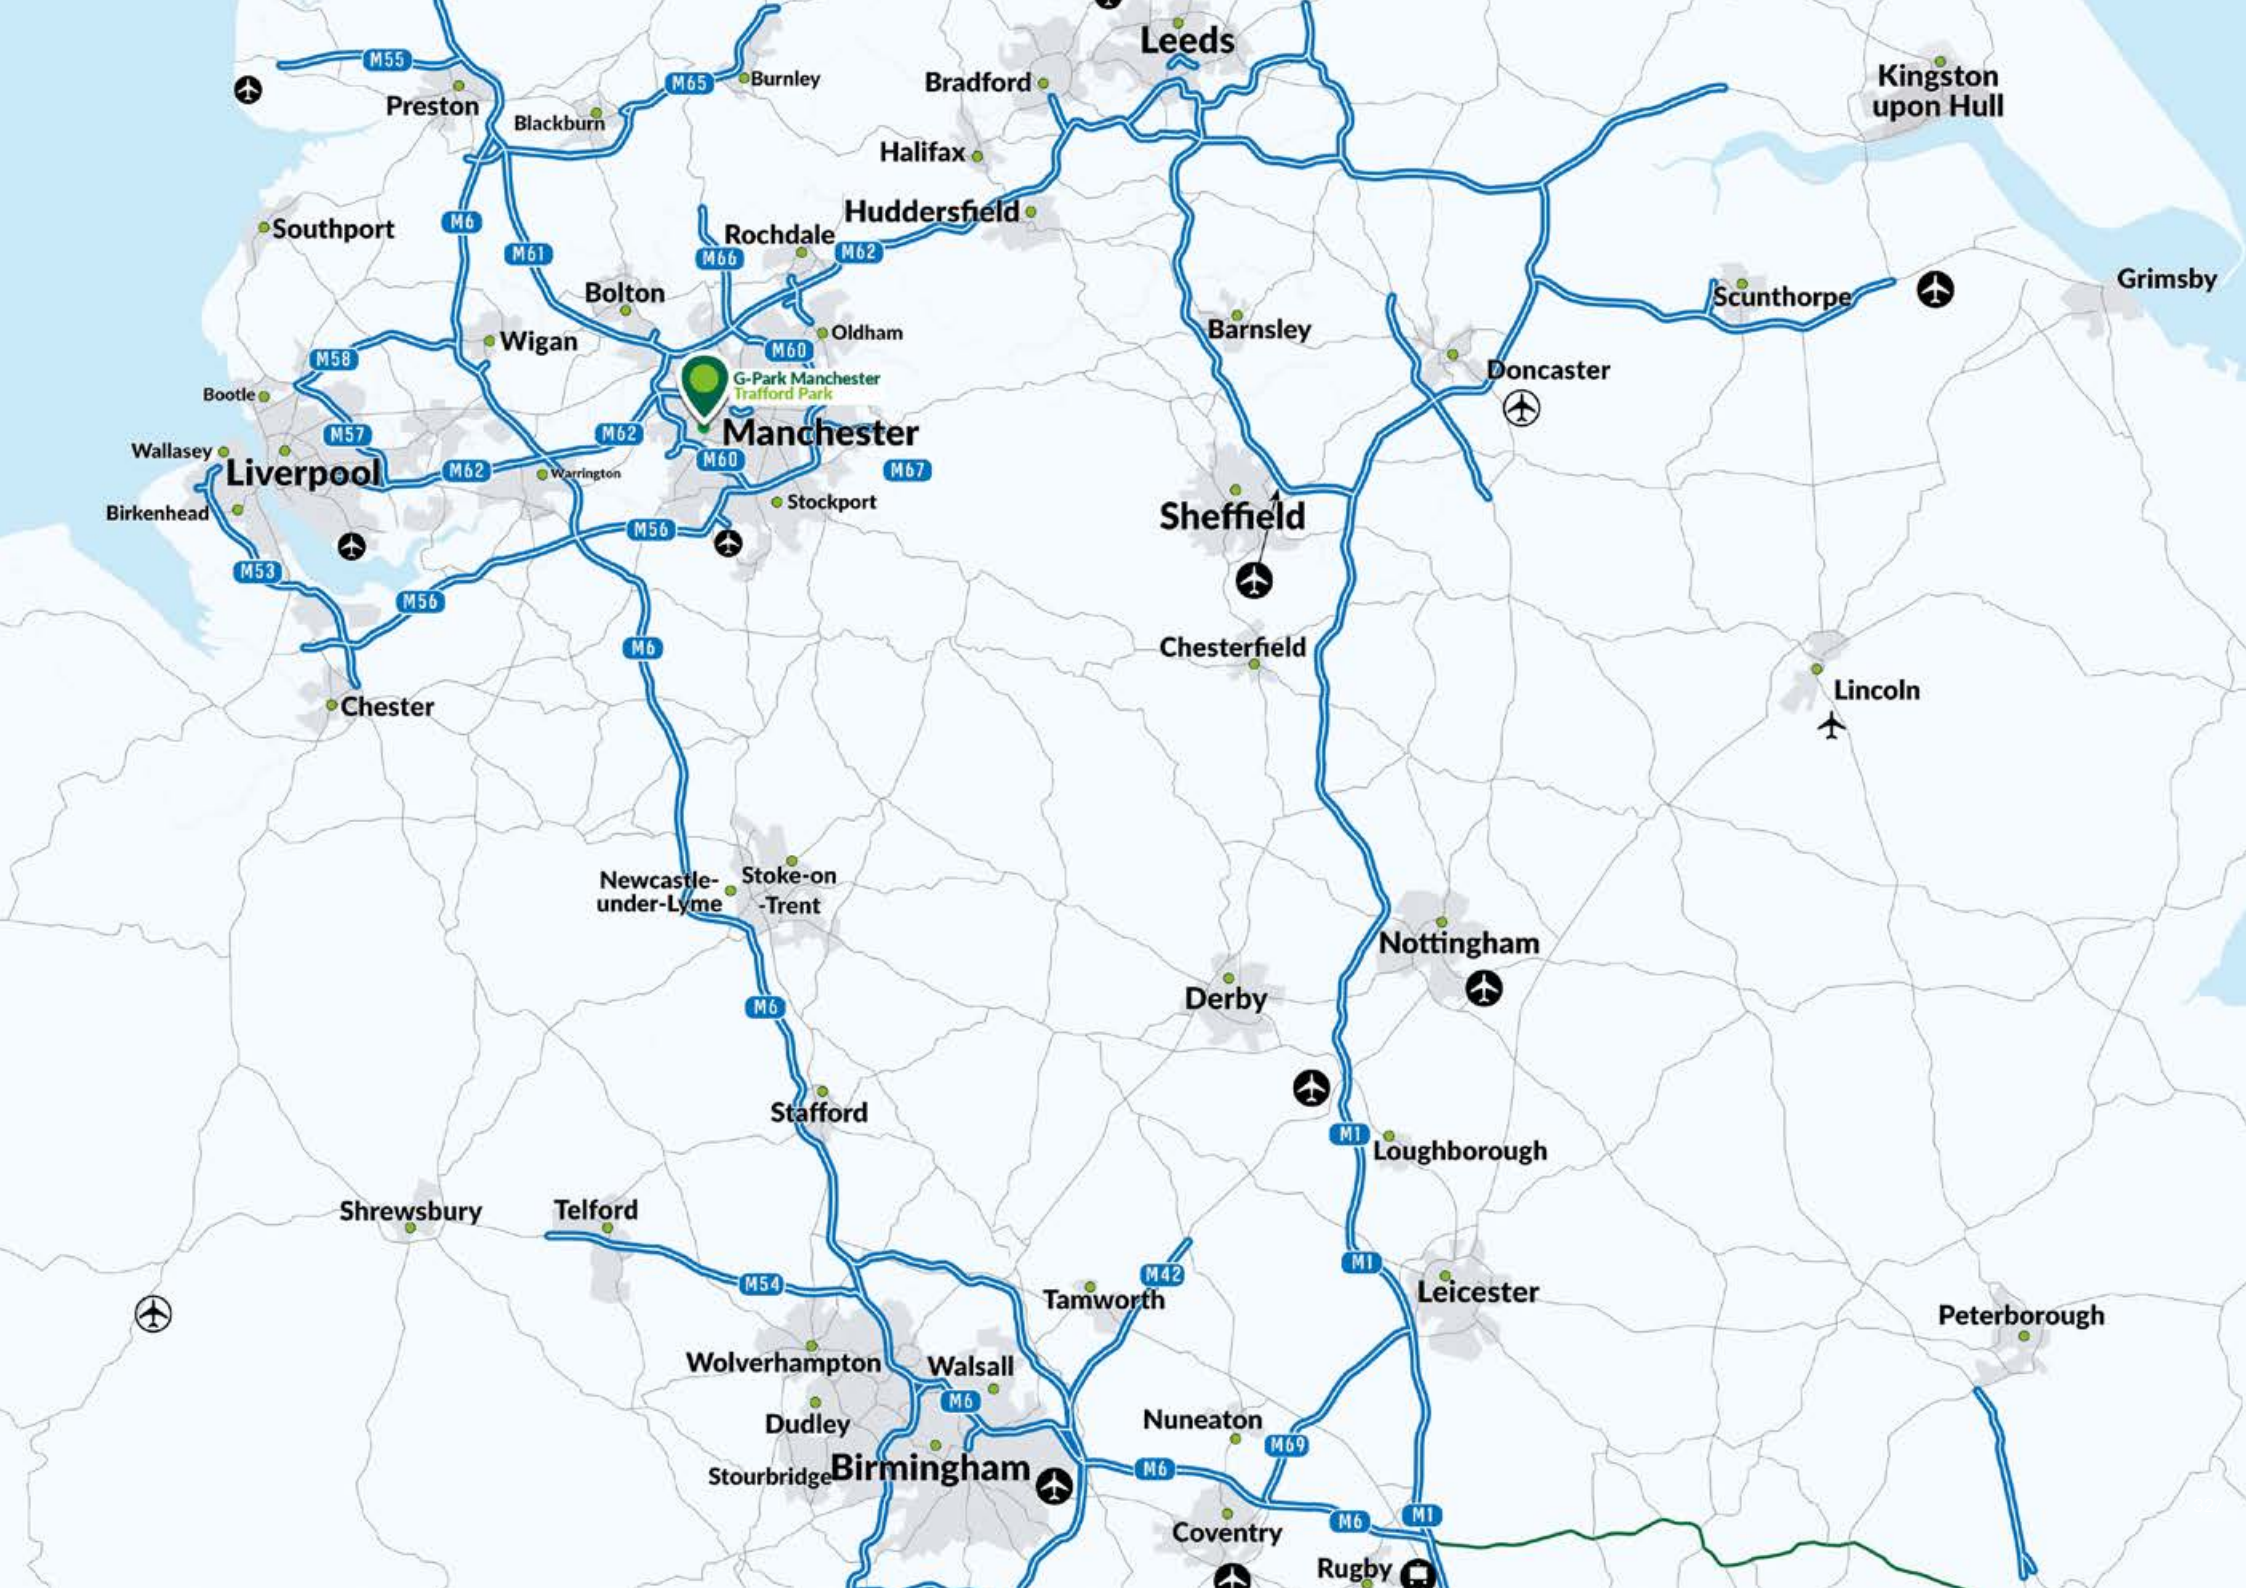 Leeds
M55
Bradford
Kingston
upon Hull
M65
Burnley
Preston
Blackburn
Halifax
Huddersfield
M6
Southport
Rochdale
M62
M61
M66
Bolton
Scunthorpe
Grimsby
Barnsley
Wigan
Oldham
M58
M60
Doncaster
G-Park Manchester
Trafford Park
Bootle
M57
M62
Manchester
Wallasey
Liverpool
M62
Warrington
M60
M67
Birkenhead
Stockport
Sheffield
M56
M53
M56
M6
Chesterfield
Lincoln
Chester
Newcastle-
under-Lyme
Stoke-on
-Trent
Nottingham
Derby
M6
Stafford
M1
Loughborough
Shrewsbury
Telford
M54
M42
M1
Tamworth
Leicester
Peterborough
Wolverhampton
Walsall
M6
Dudley
Nuneaton
M69
Stourbridge
Birmingham
M6
Coventry
M6
M1
Rugby